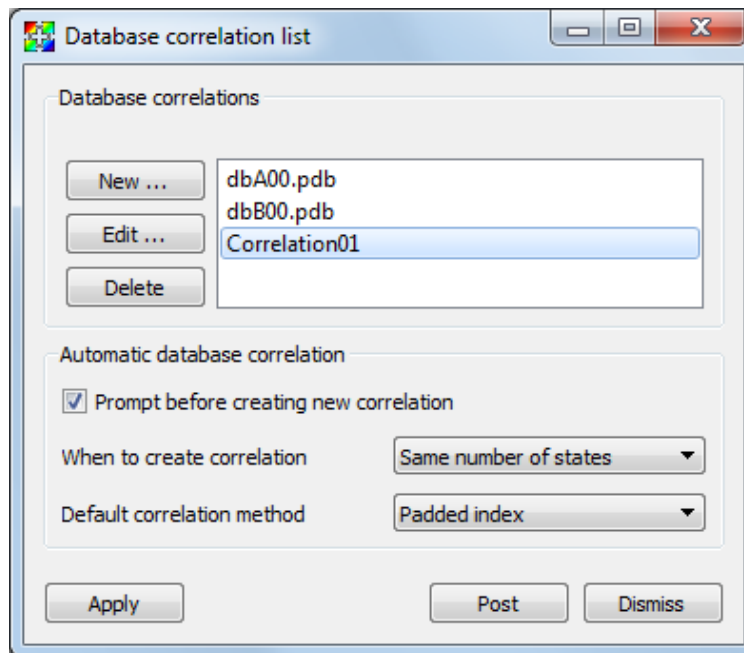 Database correlation list
Database correlations
New ...
Edit ...
Delete
dbA00.pdb
dbB00.pdb
Correlation01
Automatic database correlation
Prompt before creating new correlation
When to create correlation Same number of states
Default correlation method Padded index
Apply Post Dismiss